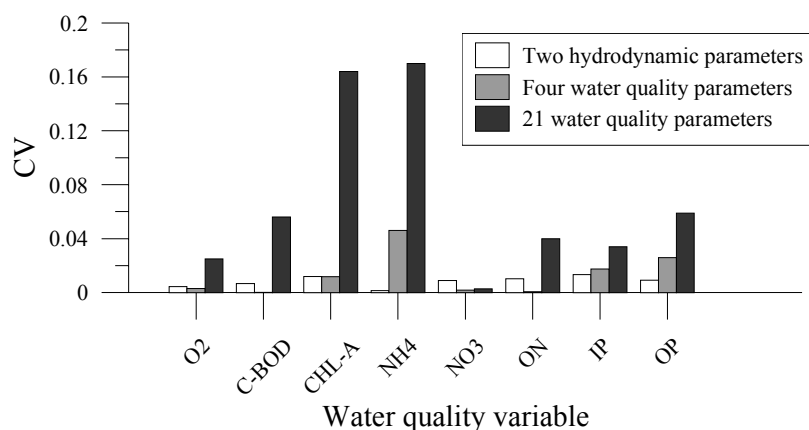 0.2
0.16
0.12
0.08
0.04
0
CV
Two hydrodynamic parameters
Four water quality parameters
21 water quality parameters
O2
C-BOD
CHL-A
NH4
NO3
ON
IP
OP
Water quality variable